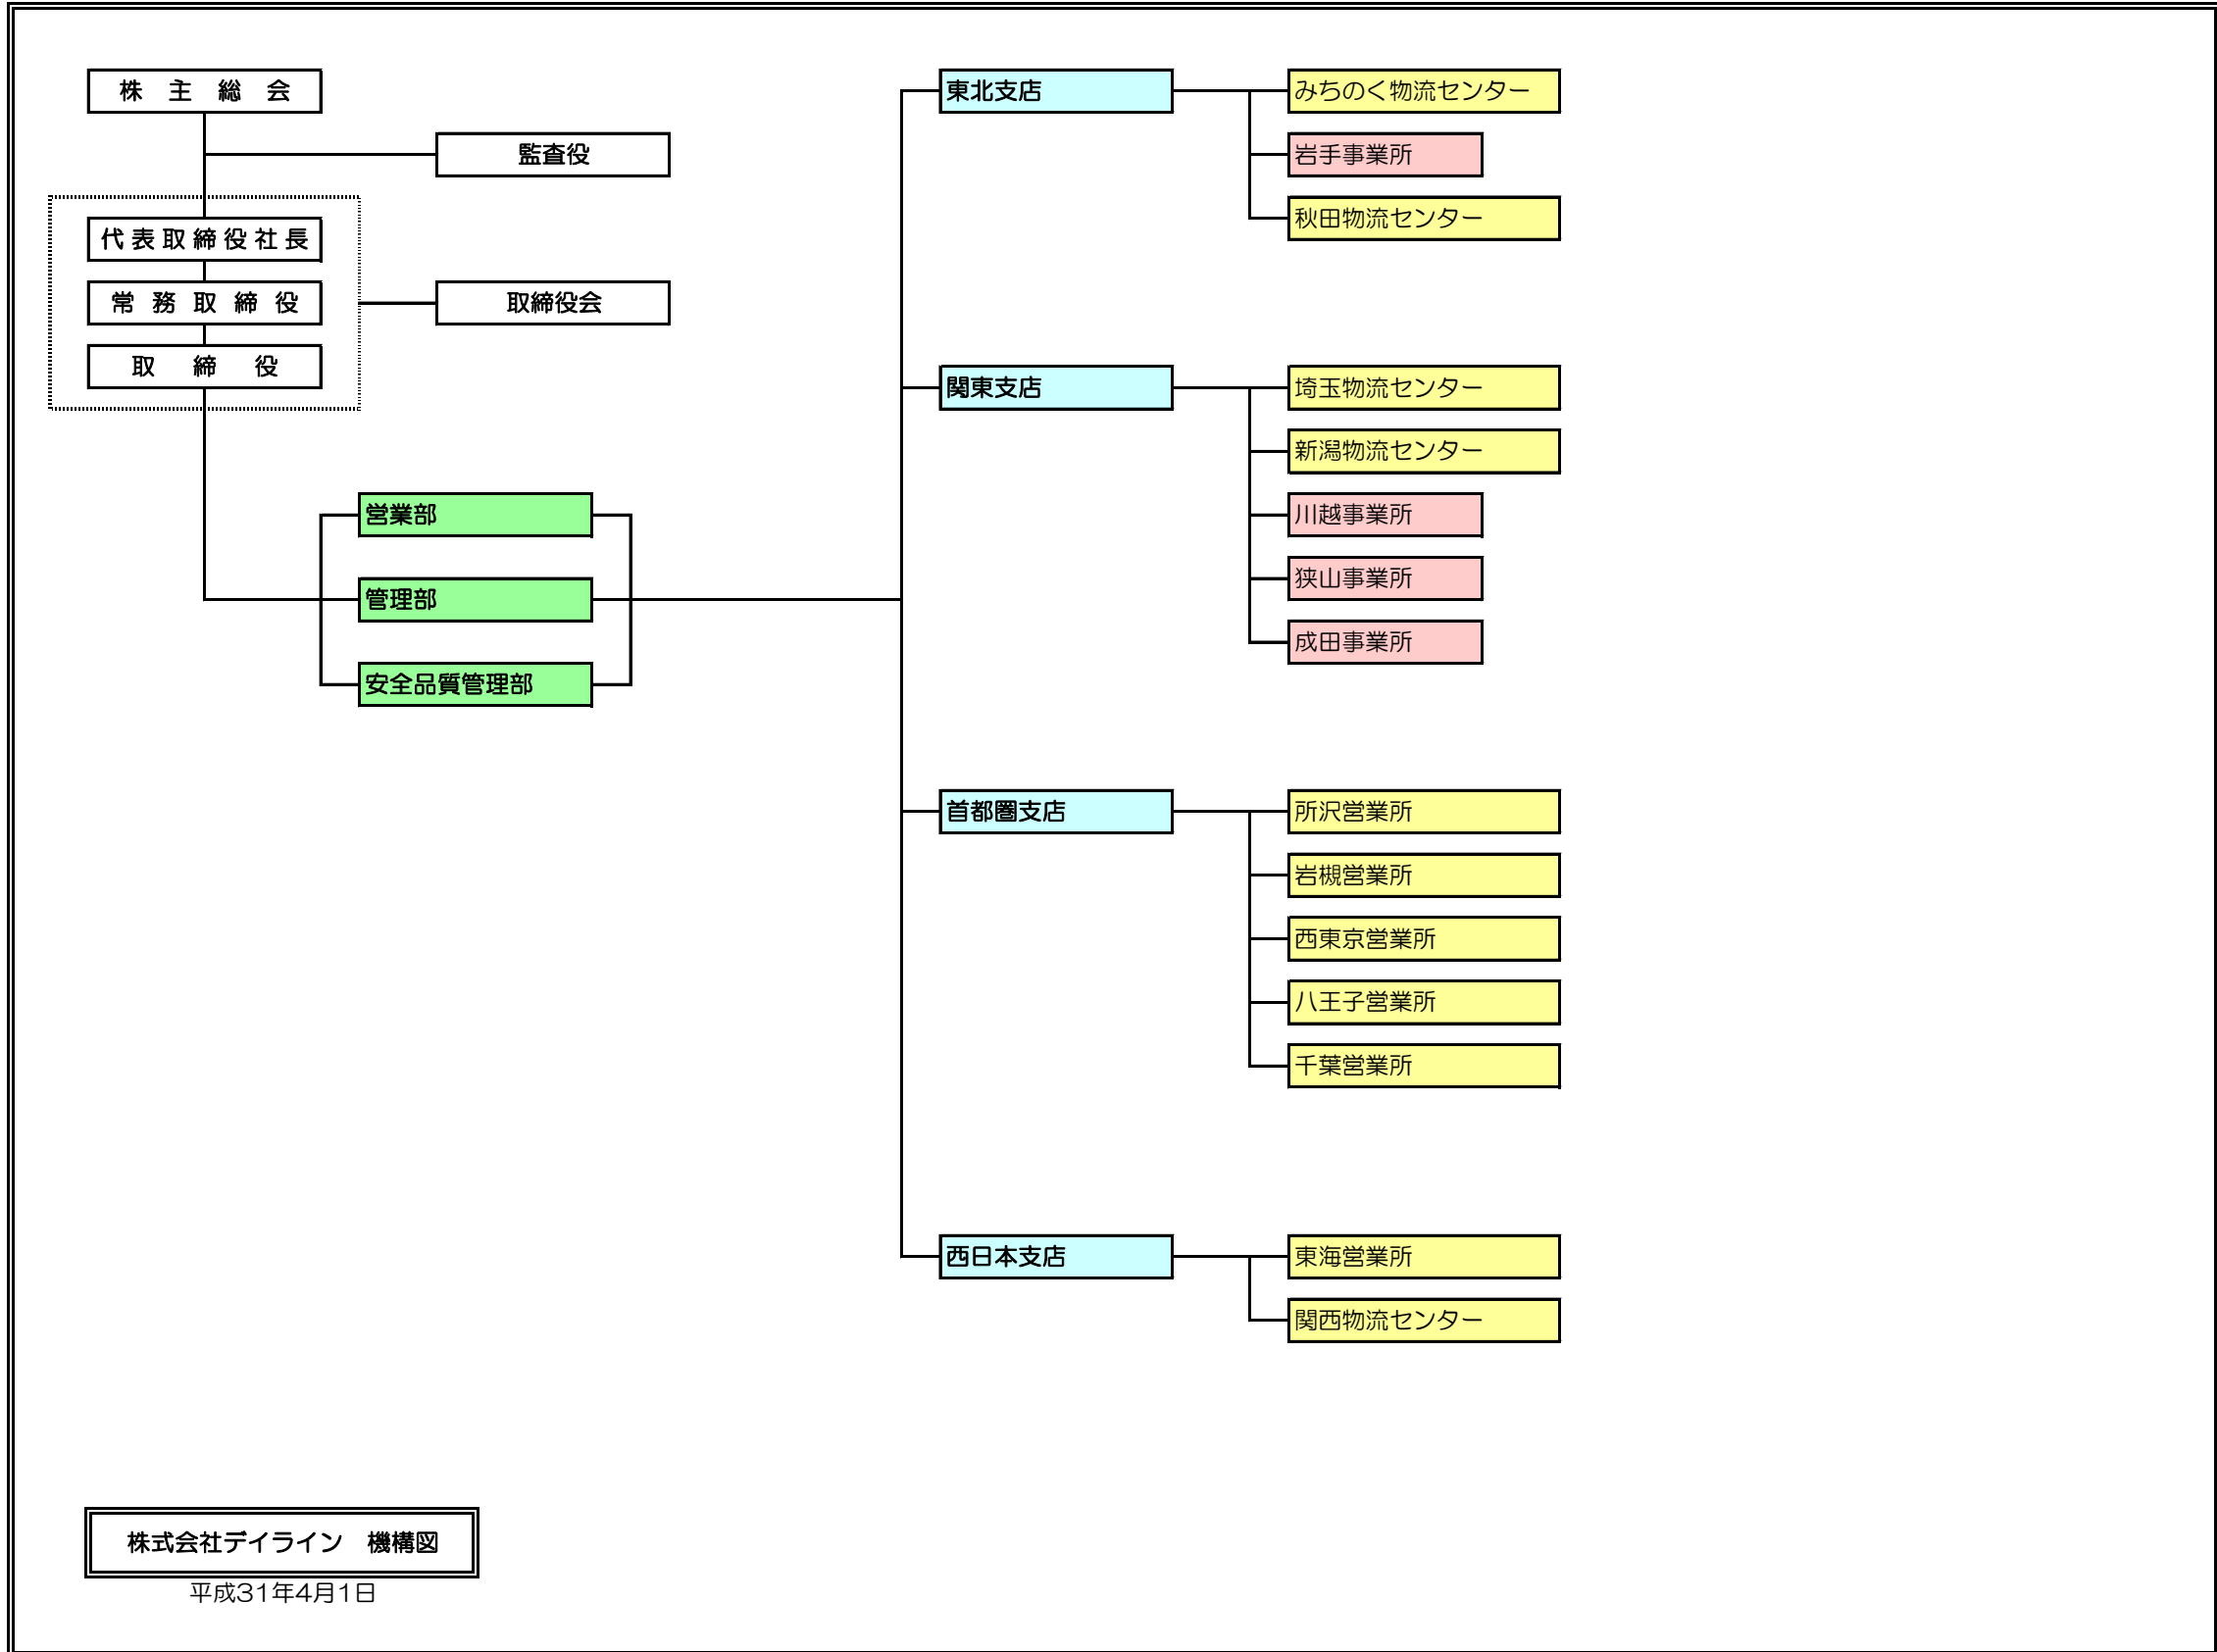 株主総会
監査役
代表取締役社長
常務取締役
取締役会
取締役
営業部
管理部
安全品質管理部
東北支店
みちのく物流センター
岩手事業所
秋田物流センター
関東支店
埼玉物流センター
新潟物流センター
川越事業所
狭山事業所
成田事業所
首都圏支店
所沢営業所
岩槻営業所
西東京営業所
八王子営業所
千葉営業所
西日本支店
東海営業所
関西物流センター
株式会社デイライン　機構図
平成31年4月1日